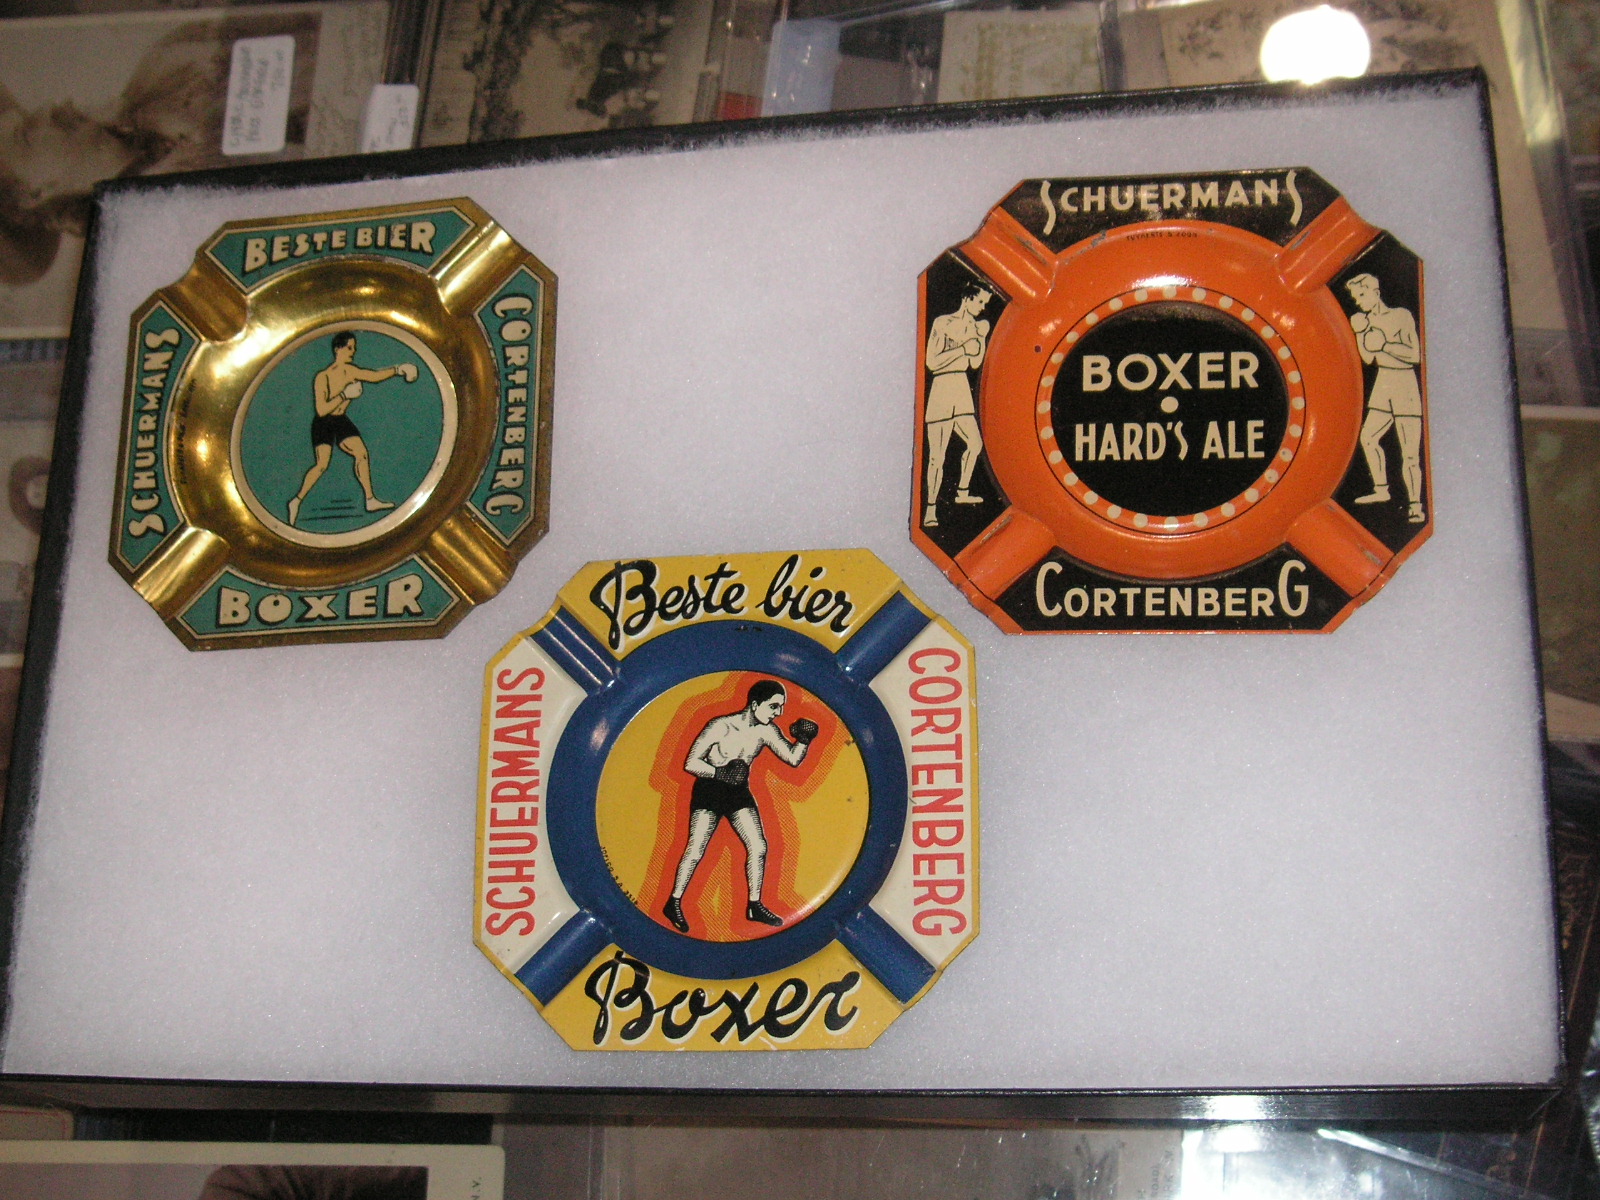 BESTE BIER
SCHUERMANS
CORTENBERG
BOXER
SCHUERMANS
BOXER
HARD'S ALE
CORTENBERG
Beste bier
SCHUERMANS
CORTENBERG
Boxer